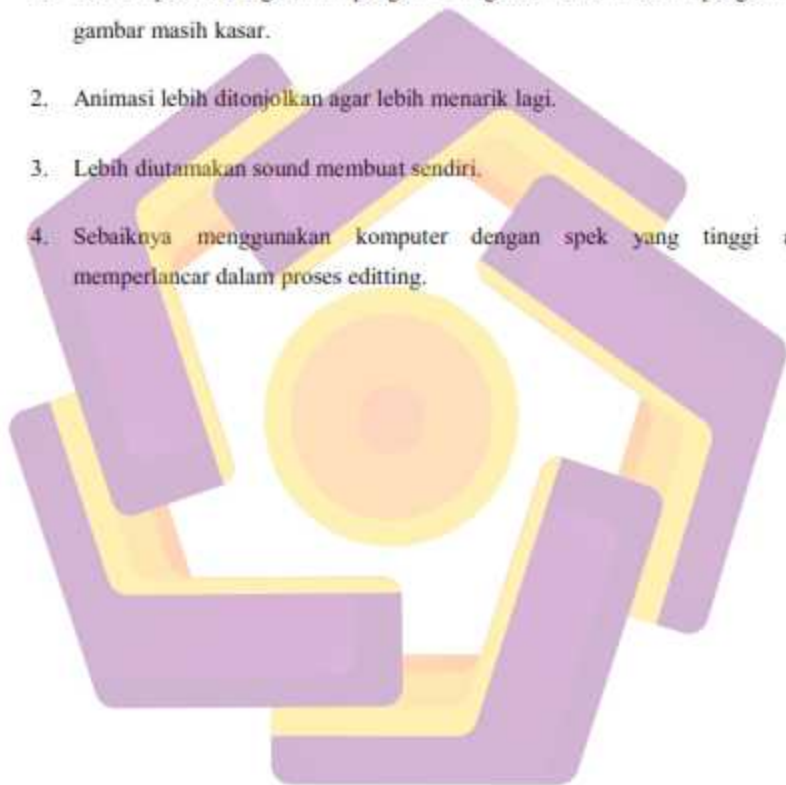 gambar masih kasar.
2. Animasi lebih ditonjolkan agar lebih menarik lagi.
3. Lebih diutamakan sound membuat sendiri.
4. Sebaiknya menggunakan komputer dengan spek yang tinggi
memperlancar dalam proses editting.